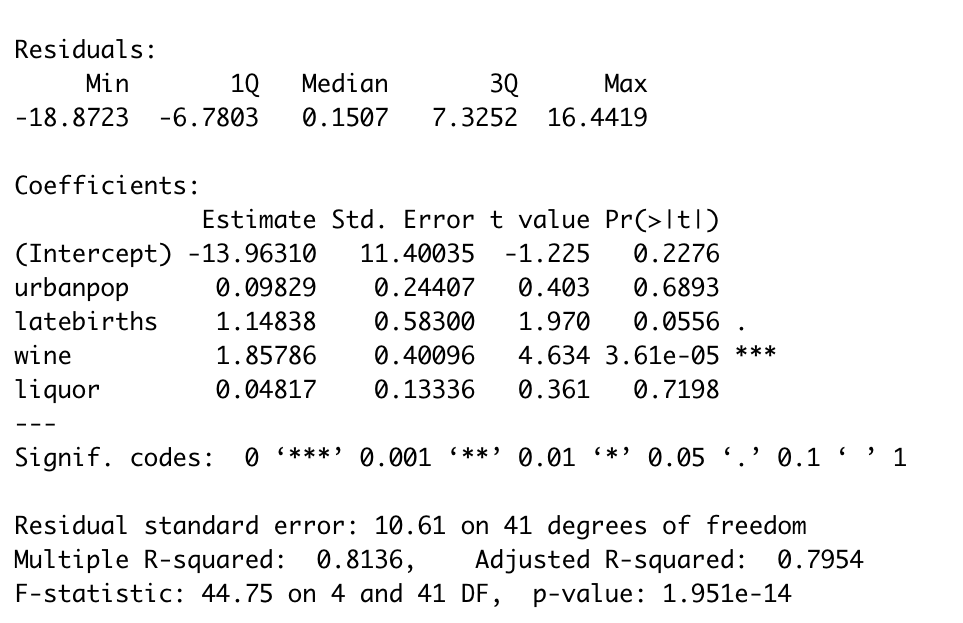 Residuals:
     Min       1Q   Median       3Q      Max
-18.8723  -6.7803   0.1507   7.3252  16.4419
Coefficients:
             Estimate Std. Error t value Pr(>|t|)
(Intercept) -13.96310   11.40035  -1.225   0.2276
urbanpop      0.09829    0.24407   0.403   0.6893
latebirths    1.14838    0.58300   1.970   0.0556 .
wine          1.85786    0.40096   4.634 3.61e-05 ***
liquor        0.04817    0.13336   0.361   0.7198
---
Signif. codes:  0 ‘***’ 0.001 ‘**’ 0.01 ‘*’ 0.05 ‘.’ 0.1 ‘ ’ 1
Residual standard error: 10.61 on 41 degrees of freedom
Multiple R-squared:  0.8136,    Adjusted R-squared:  0.7954
F-statistic: 44.75 on 4 and 41 DF,  p-value: 1.951e-14